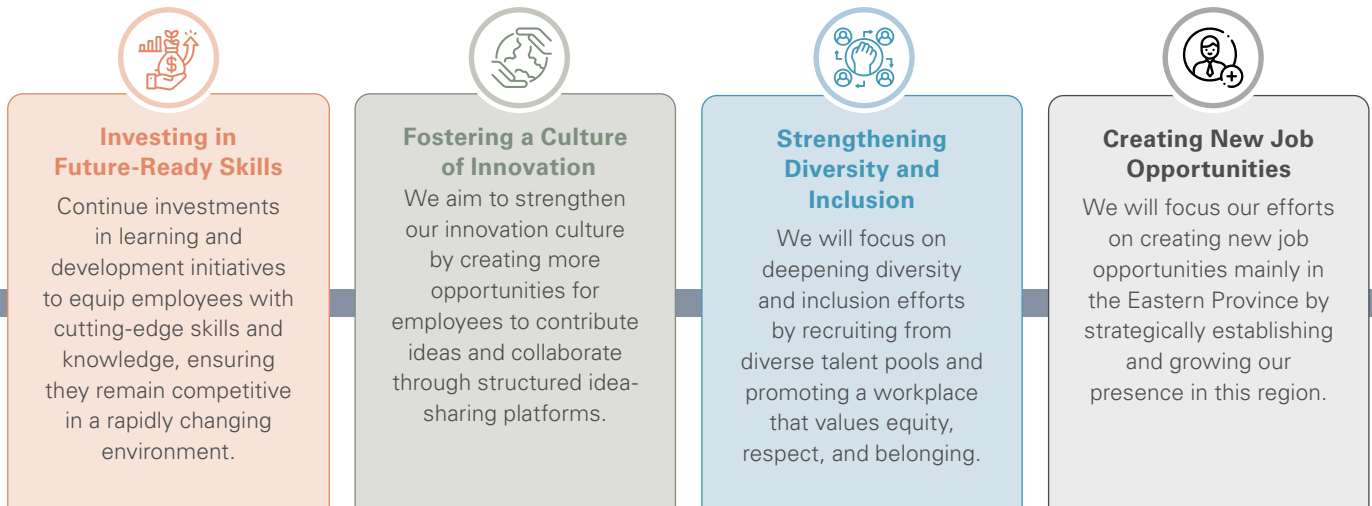 Investing in
Future-Ready Skills
Continue investments
in learning and
development initiatives
to equip employees with
cutting-edge skills and
knowledge, ensuring
they remain competitive
in a rapidly changing
environment.
Fostering a Culture
of Innovation
We aim to strengthen
our innovation culture
by creating more
opportunities for
employees to contribute
ideas and collaborate
through structured idea-
sharing platforms.
Strengthening
Diversity and
Inclusion
We will focus on
deepening diversity
and inclusion efforts
by recruiting from
diverse talent pools and
promoting a workplace
that values equity,
respect, and belonging.
Creating New Job
Opportunities
We will focus our efforts
on creating new job
opportunities mainly in
the Eastern Province by
strategically establishing
and growing our
presence in this region.